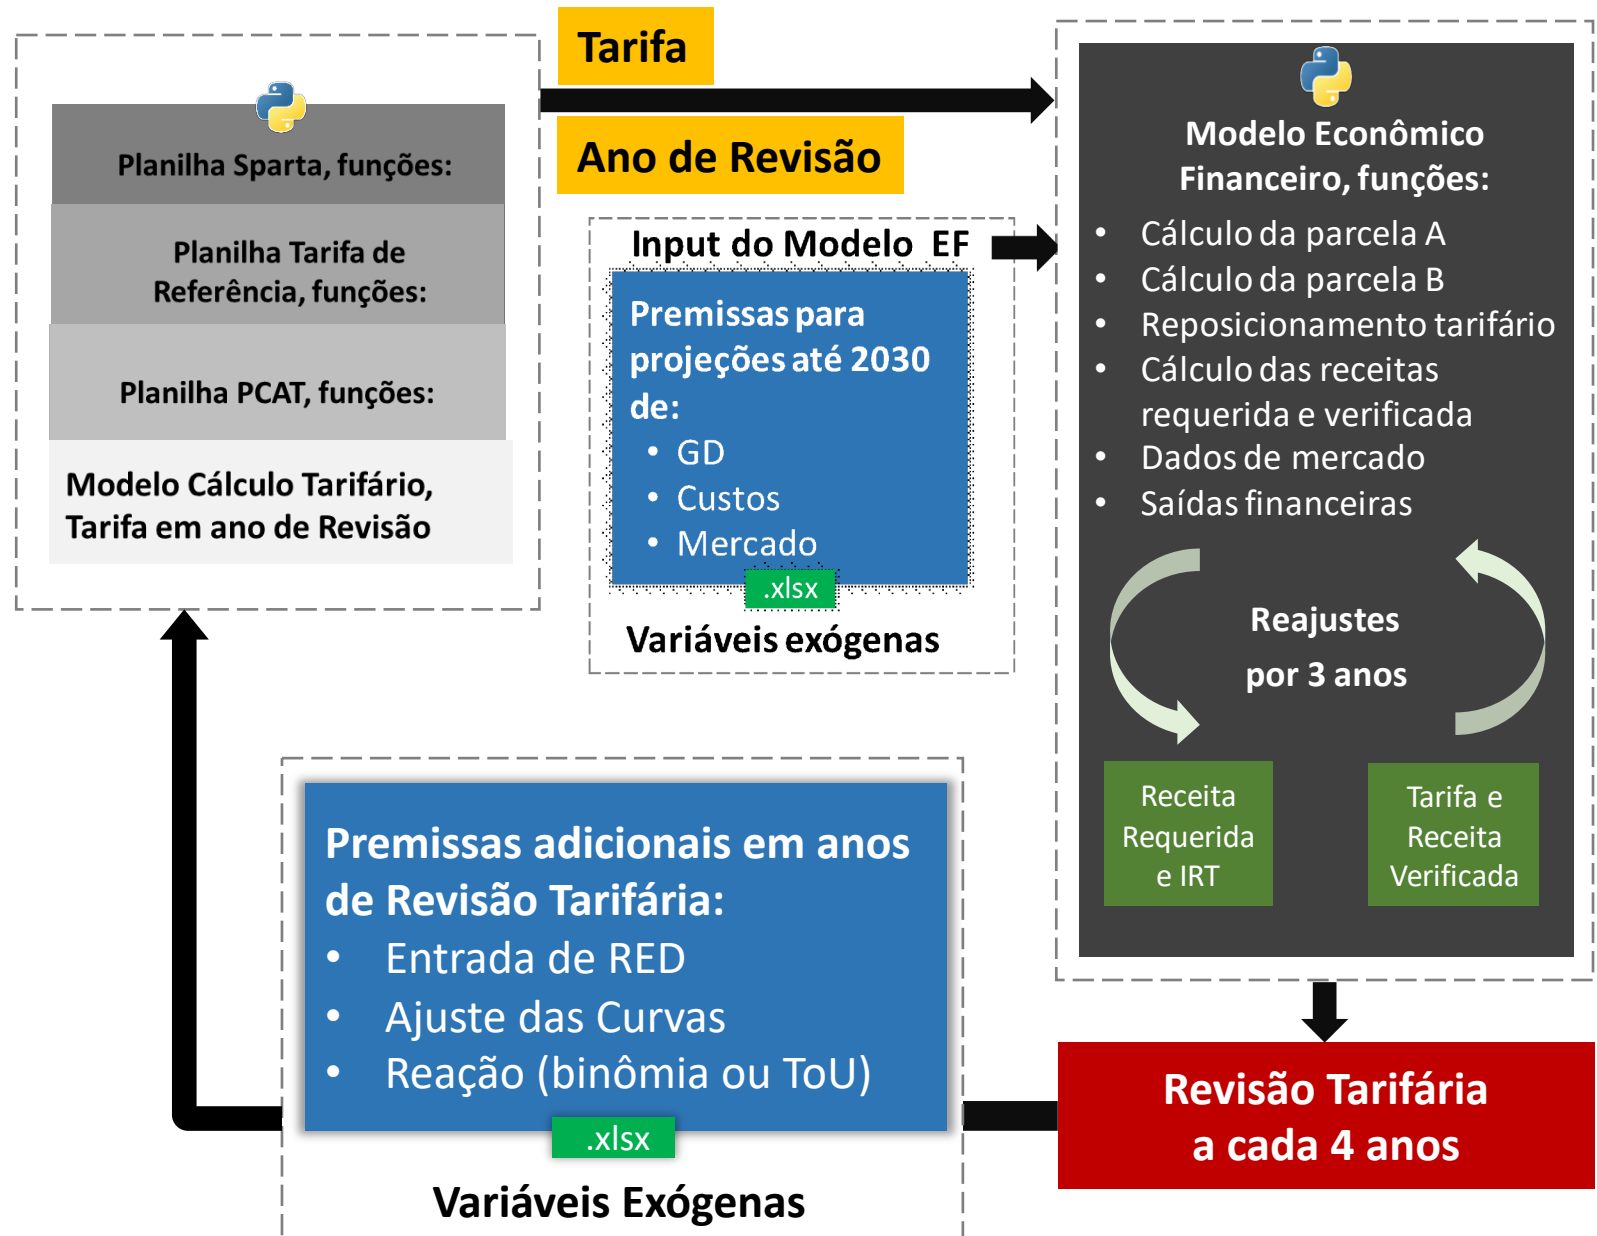 Planilha Sparta, funções:
Planilha Tarifa de
Referência, funções:
Planilha PCAT, funções:
Modelo Cálculo Tarifário,
Tarifa em ano de Revisão
Tarifa
Ano de Revisão
Input do Modelo EF
Premissas para
projeções até 2030
de:
• GD
• Custos
• Mercado
.xlsx
Variáveis exógenas
Modelo Econômico
Financeiro, funções:
• Cálculo da parcela A
• Cálculo da parcela B
• Reposicionamento tarifário
• Cálculo das receitas
requerida e verificada
• Dados de mercado
• Saídas financeiras
Reajustes
por 3 anos
Receita
Requerida
e IRT
Tarifa e
Receita
Verificada
Revisão Tarifária
a cada 4 anos
Premissas adicionais em anos
de Revisão Tarifária:
• Entrada de RED
• Ajuste das Curvas
• Reação (binômia ou ToU)
.xlsx
Variáveis Exógenas